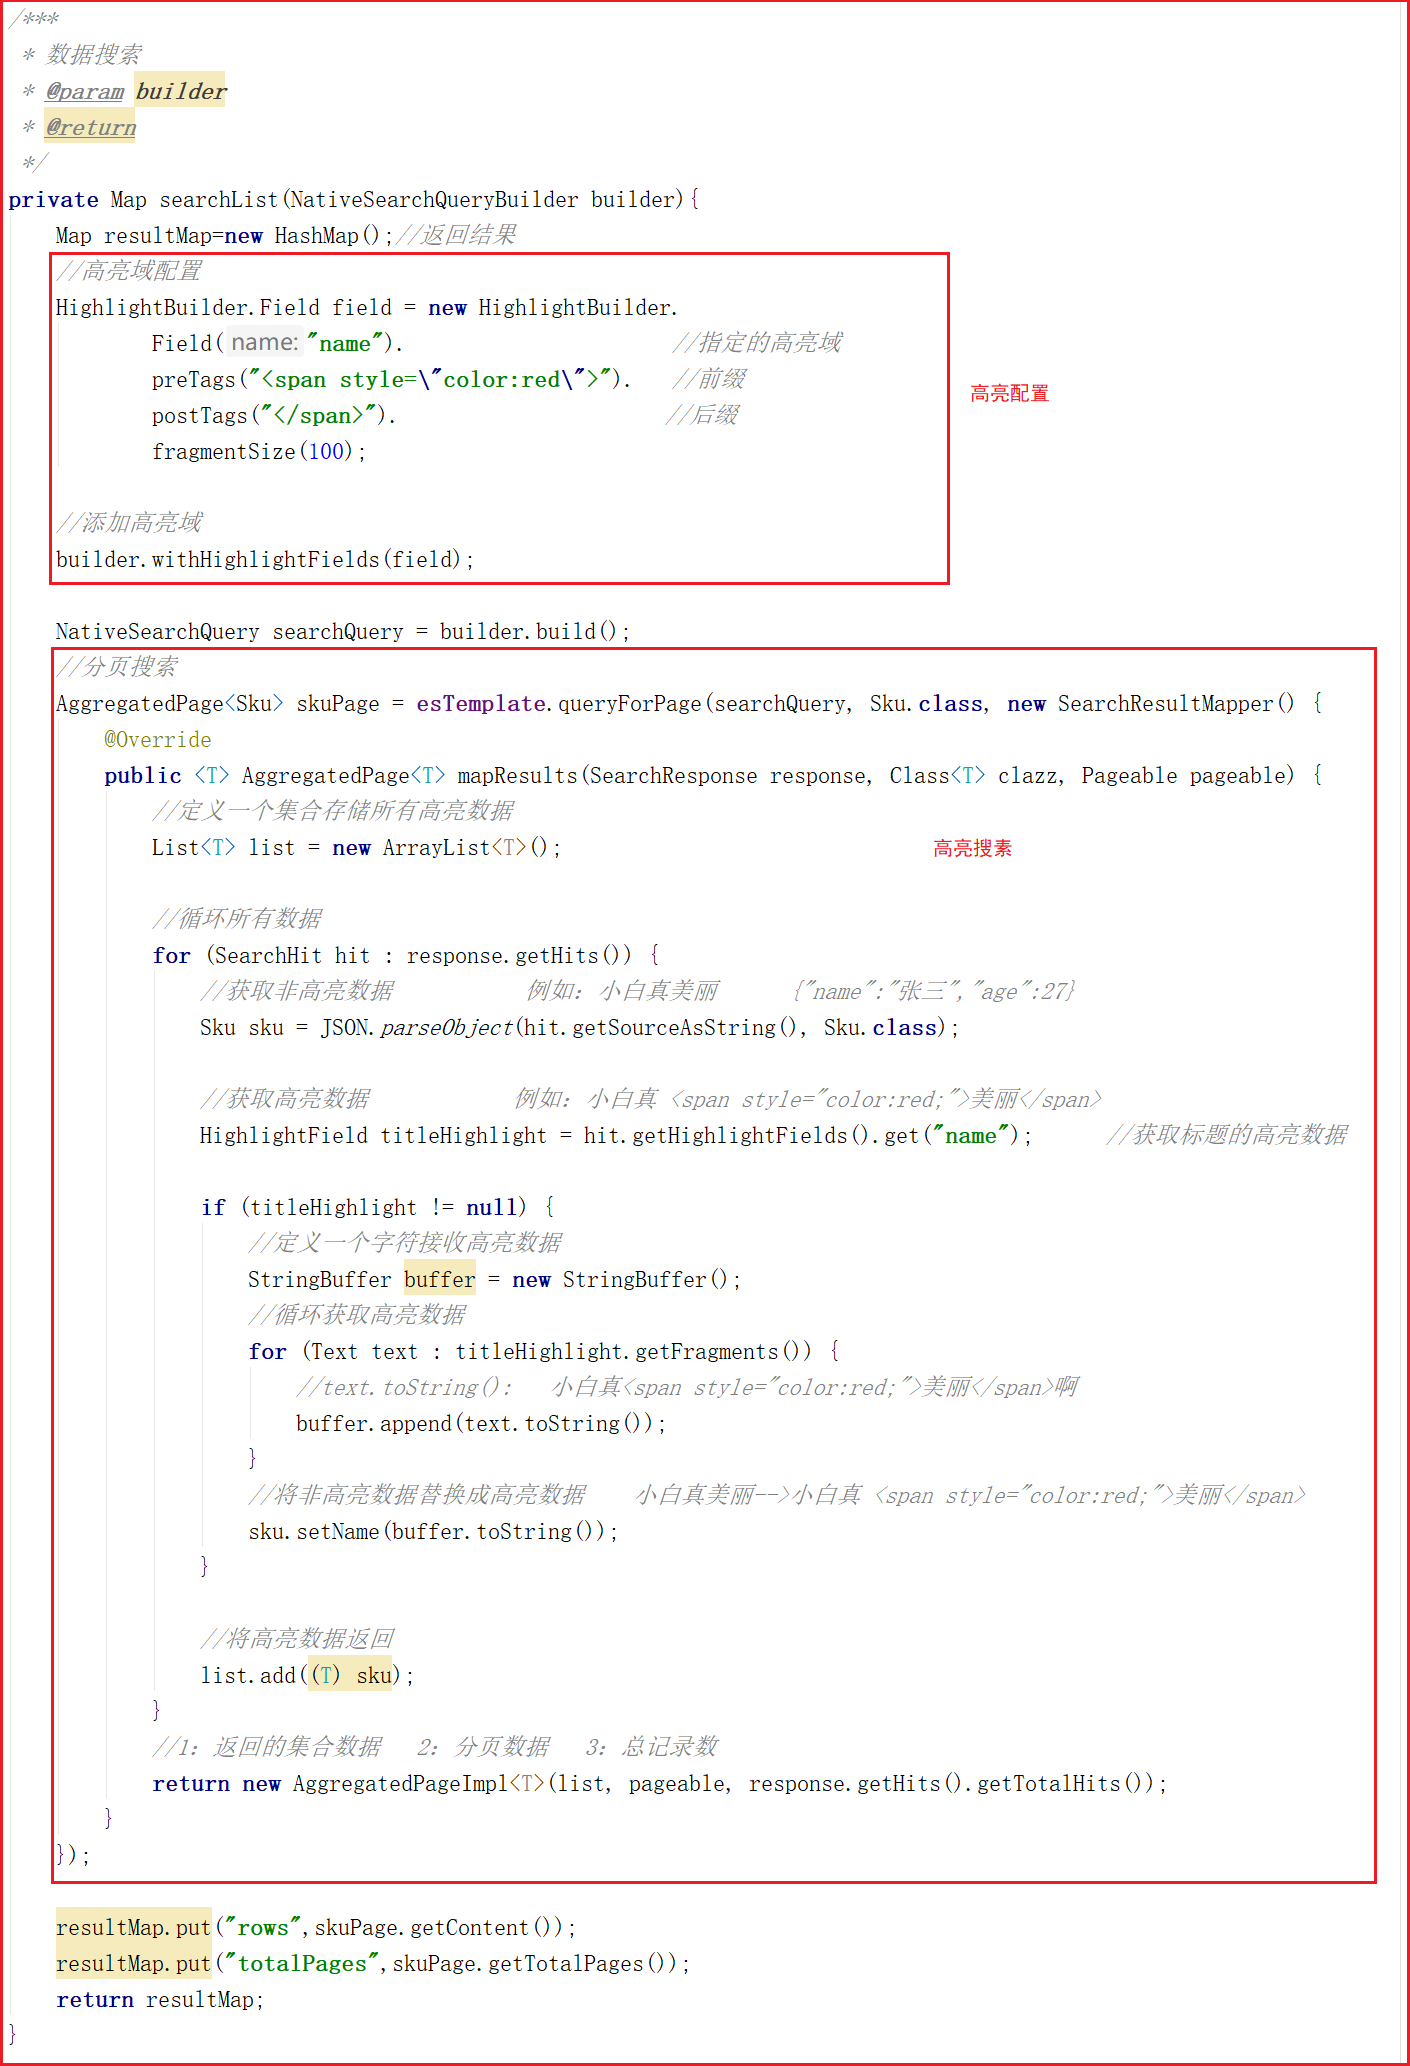 /***
 * 数据搜索
 * @param builder
 * @return
 */
private Map searchList(NativeSearchQueryBuilder builder){
    Map resultMap=new HashMap();//返回结果
    //高亮域配置
    HighlightBuilder.Field field = new HighlightBuilder.
            Field( name: "name").                      //指定的高亮域
            preTags("<span style=\"color:red\">").   //前缀
            postTags("</span>").                      //后缀
            fragmentSize(100);
高亮配置
    //添加高亮域
    builder.withHighlightFields(field);
    NativeSearchQuery searchQuery = builder.build();
    //分页搜索
    AggregatedPage<Sku> skuPage = esTemplate.queryForPage(searchQuery, Sku.class, new SearchResultMapper() {
        @Override
        public <T> AggregatedPage<T> mapResults(SearchResponse response, Class<T> clazz, Pageable pageable) {
            //定义一个集合存储所有高亮数据
            List<T> list = new ArrayList<T>();
高亮搜素
            //循环所有数据
            for (SearchHit hit : response.getHits()) {
                //获取非高亮数据           例如：小白真美丽      {"name":"张三","age":27}
                Sku sku = JSON.parseObject(hit.getSourceAsString(), Sku.class);
                //获取高亮数据            例如：小白真 <span style="color:red;">美丽</span>
                HighlightField titleHighlight = hit.getHighlightFields().get("name");      //获取标题的高亮数据
                if (titleHighlight != null) {
                    //定义一个字符接收高亮数据
                    StringBuffer buffer = new StringBuffer();
                    //循环获取高亮数据
                    for (Text text : titleHighlight.getFragments()) {
                        //text.toString():   小白真<span style="color:red;">美丽</span>啊
                        buffer.append(text.toString());
                    }
                    //将非高亮数据替换成高亮数据    小白真美丽-->小白真 <span style="color:red;">美丽</span>
                    sku.setName(buffer.toString());
                }
                //将高亮数据返回
                list.add((T) sku);
            }
            //1：返回的集合数据   2：分页数据   3：总记录数
            return new AggregatedPageImpl<T>(list, pageable, response.getHits().getTotalHits());
        }
    });
    resultMap.put("rows",skuPage.getContent());
    resultMap.put("totalPages",skuPage.getTotalPages());
    return resultMap;
}